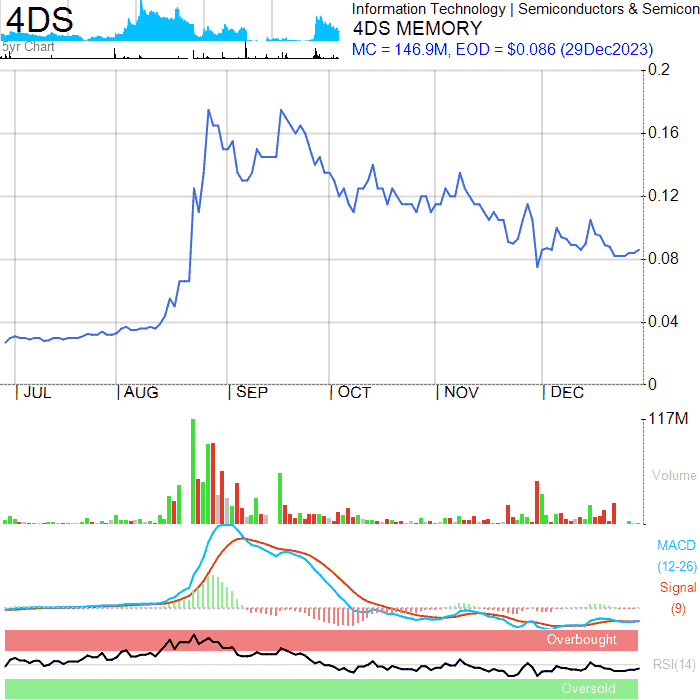 4DS
5yr Chart
Information Technology | Semiconductors & Semicon
4DS MEMORY
MC = 146.9M, EOD = $0.086 (29Dec2023)
0.2
0.16
0.12
0.08
0.04
0
JUL AUG SEP OCT NOV DEC
117M
Volume
MACD
(12-26)
Signal
(9)
Overbought
RSI(14)
Oversold